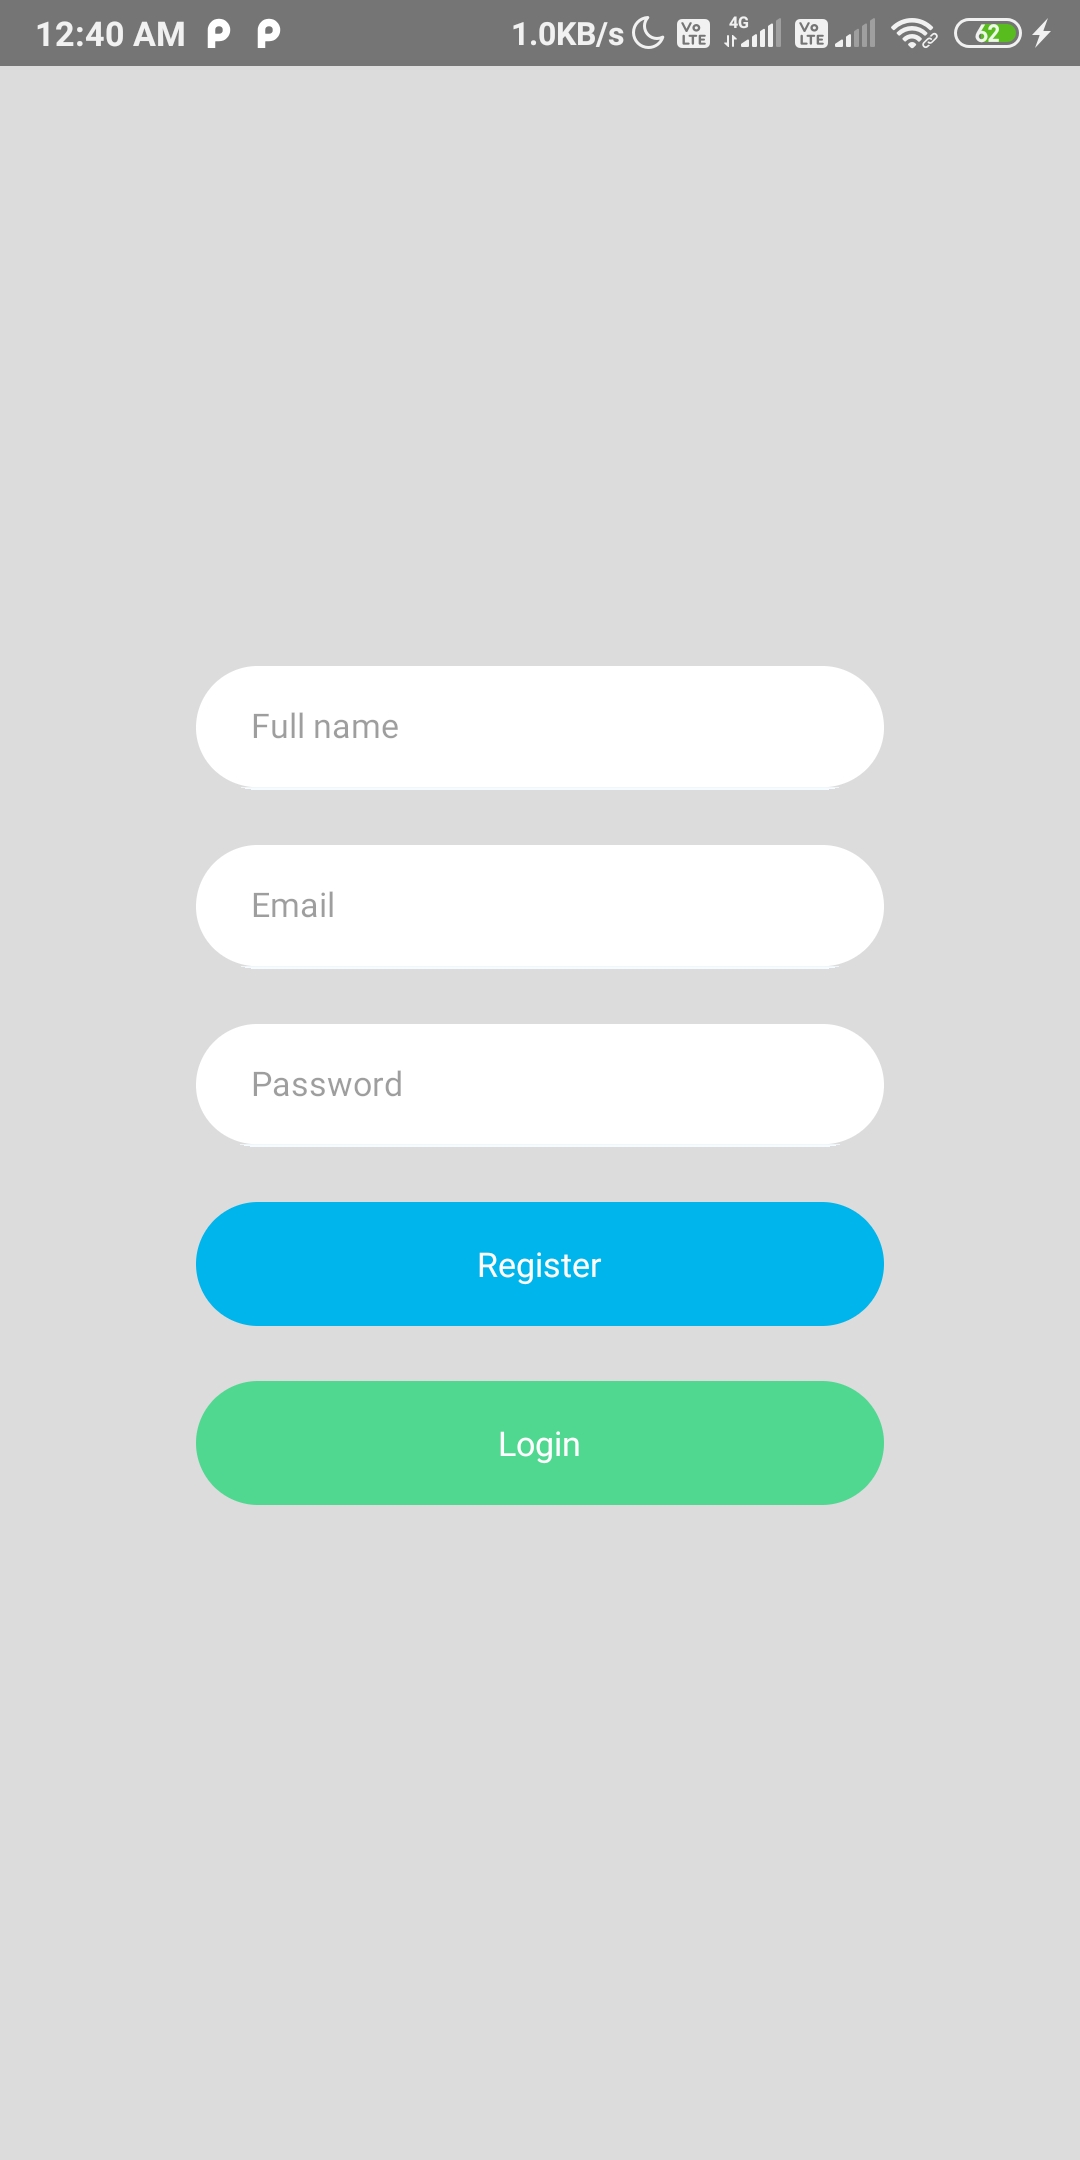 12:40 AM 1.0KB/s Vo LTE 4G Vo LTE 62
Full name
Email
Password
Register
Login